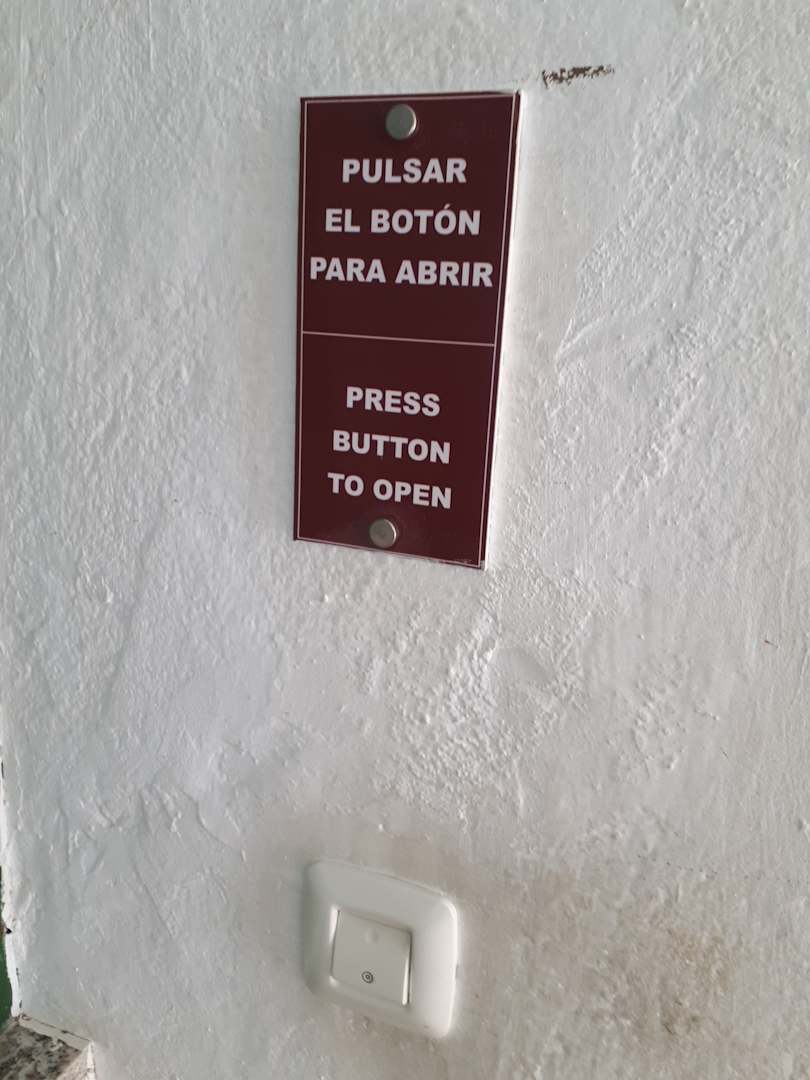 PULSAR
EL BOTÓN
PARA ABRIR
PRESS
BUTTON
TO OPEN